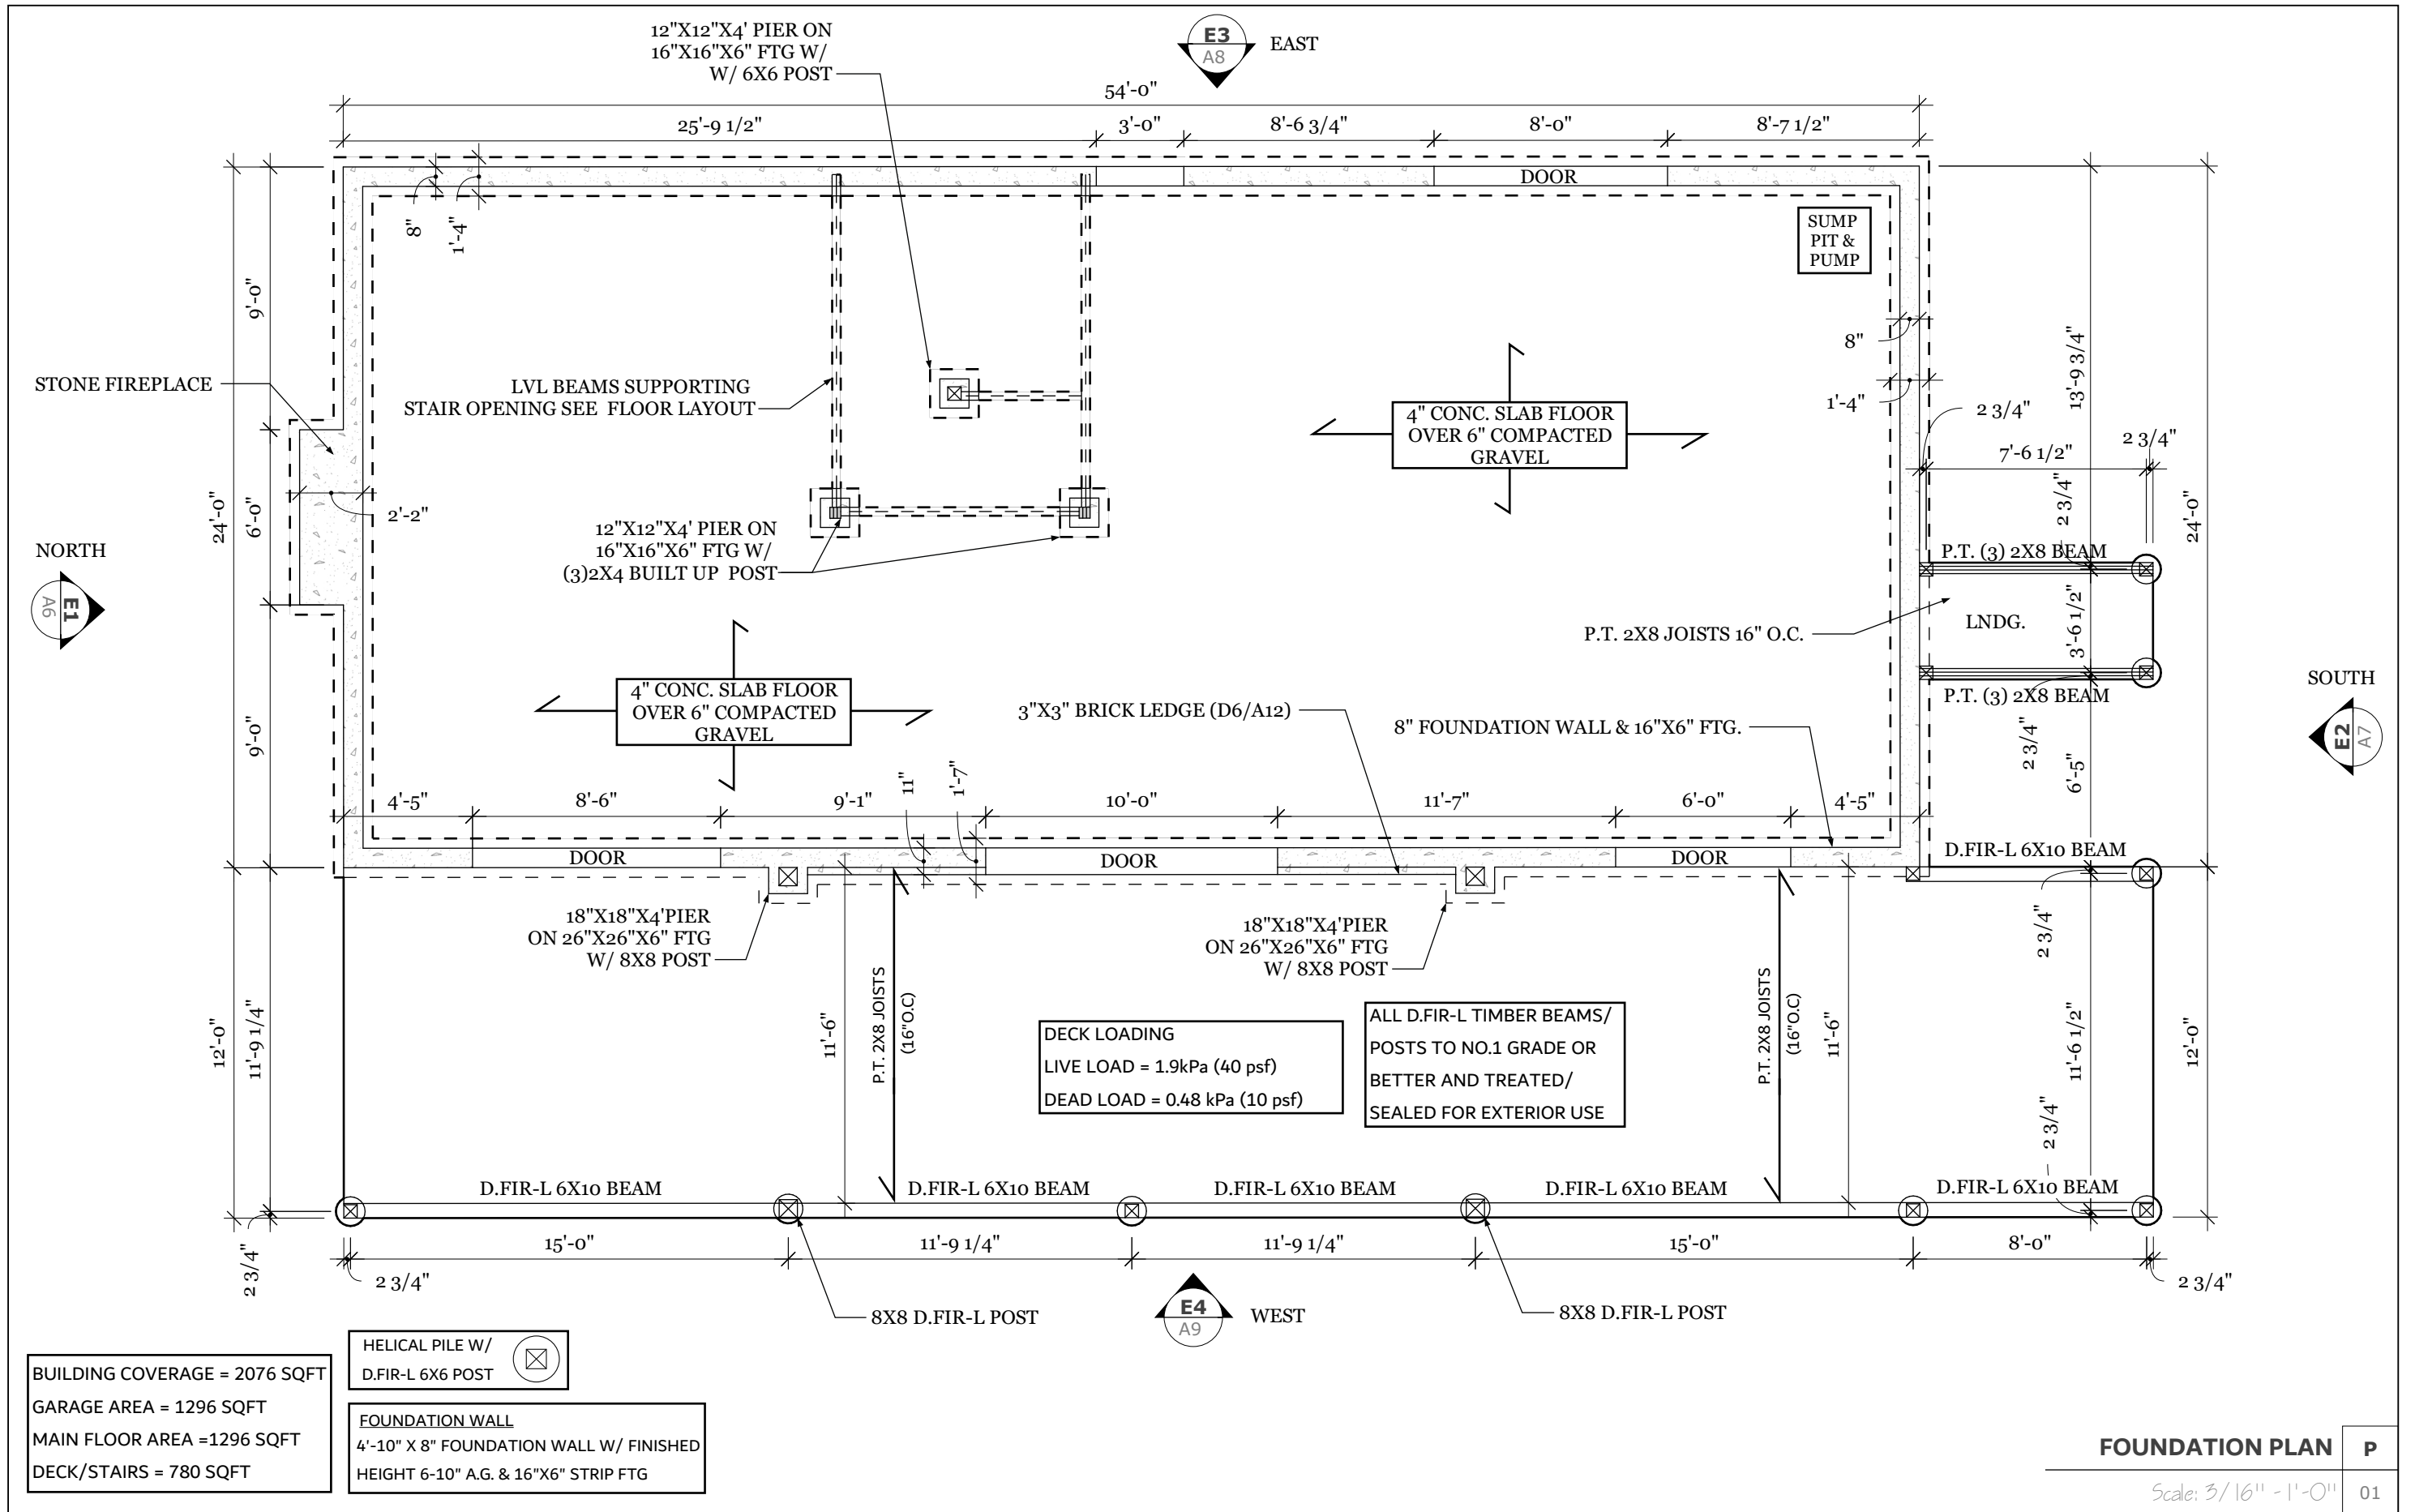 12"X12"X4' PIER ON
16"X16"X6" FTG W/
W/ 6X6 POST
E3
A8
EAST
54'-0"
25'-9 1/2"
3'-0"
8'-6 3/4"
8'-0"
8'-7 1/2"
DOOR
8"
1'-4"
SUMP
PIT &
PUMP
9'-0"
24'-0"
6'-0"
9'-0"
STONE FIREPLACE
2'-2"
LVL BEAMS SUPPORTING
STAIR OPENING SEE FLOOR LAYOUT
4" CONC. SLAB FLOOR
OVER 6" COMPACTED
GRAVEL
8"
1'-4"
2 3/4"
13'-9 3/4"
7'-6 1/2"
2 3/4"
2 3/4"
24'-0"
12"X12"X4' PIER ON
16"X16"X6" FTG W/
(3)2X4 BUILT UP POST
NORTH
E1
A6
P.T. (3) 2X8 BEAM
LNDG.
3'-6 1/2"
P.T. 2X8 JOISTS 16" O.C.
P.T. (3) 2X8 BEAM
2 3/4"
6'-5"
SOUTH
E2
A7
4" CONC. SLAB FLOOR
OVER 6" COMPACTED
GRAVEL
3"X3" BRICK LEDGE (D6/A12)
8" FOUNDATION WALL & 16"X6" FTG.
4'-5"
8'-6"
9'-1"
11"
1'-7"
10'-0"
11'-7"
6'-0"
4'-5"
DOOR
DOOR
DOOR
D.FIR-L 6X10 BEAM
18"X18"X4'PIER
ON 26"X26"X6" FTG
W/ 8X8 POST
18"X18"X4'PIER
ON 26"X26"X6" FTG
W/ 8X8 POST
12'-0"
11'-9 1/4"
11'-6"
P.T. 2X8 JOISTS
(16"O.C)
DECK LOADING
LIVE LOAD = 1.9kPa (40 psf)
DEAD LOAD = 0.48 kPa (10 psf)
ALL D.FIR-L TIMBER BEAMS/
POSTS TO NO.1 GRADE OR
BETTER AND TREATED/
SEALED FOR EXTERIOR USE
P.T. 2X8 JOISTS
(16"O.C)
11'-6"
2 3/4"
11'-6 1/2"
2 3/4"
12'-0"
D.FIR-L 6X10 BEAM
D.FIR-L 6X10 BEAM
D.FIR-L 6X10 BEAM
D.FIR-L 6X10 BEAM
D.FIR-L 6X10 BEAM
2 3/4"
2 3/4"
15'-0"
11'-9 1/4"
11'-9 1/4"
15'-0"
8'-0"
2 3/4"
8X8 D.FIR-L POST
E4
A9
WEST
8X8 D.FIR-L POST
BUILDING COVERAGE = 2076 SQFT
GARAGE AREA = 1296 SQFT
MAIN FLOOR AREA =1296 SQFT
DECK/STAIRS = 780 SQFT
HELICAL PILE W/
D.FIR-L 6X6 POST
FOUNDATION WALL
4'-10" X 8" FOUNDATION WALL W/ FINISHED
HEIGHT 6-10" A.G. & 16"X6" STRIP FTG
FOUNDATION PLAN
P
Scale: 3/16" - 1'-0"
01